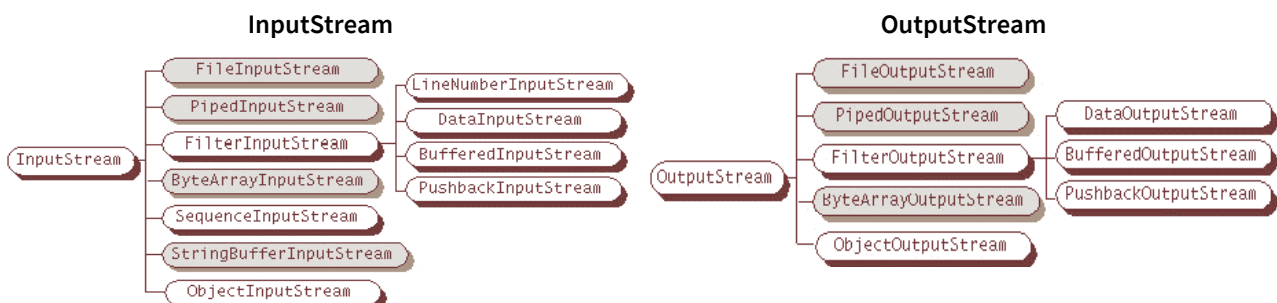 InputStream
OutputStream
FileInputStream
PipedInputStream
FilterInputStream
InputStream
ByteArrayInputStream
SequenceInputStream
StringBufferInputStream
ObjectInputStream
LineNumberInputStream
DataInputStream
BufferedInputStream
PushbackInputStream
FileOutputStream
PipedOutputStream
FilterOutputStream
OutputStream
ByteArrayOutputStream
ObjectOutputStream
DataOutputStream
BufferedOutputStream
PushbackOutputStream